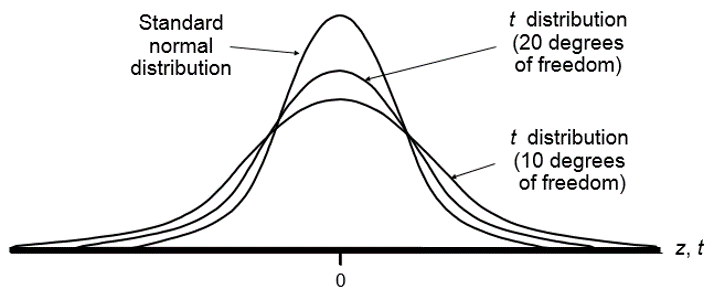 Standard
normal
distribution
t distribution
(20 degrees
of freedom)
t distribution
(10 degrees
of freedom)
z, t
0